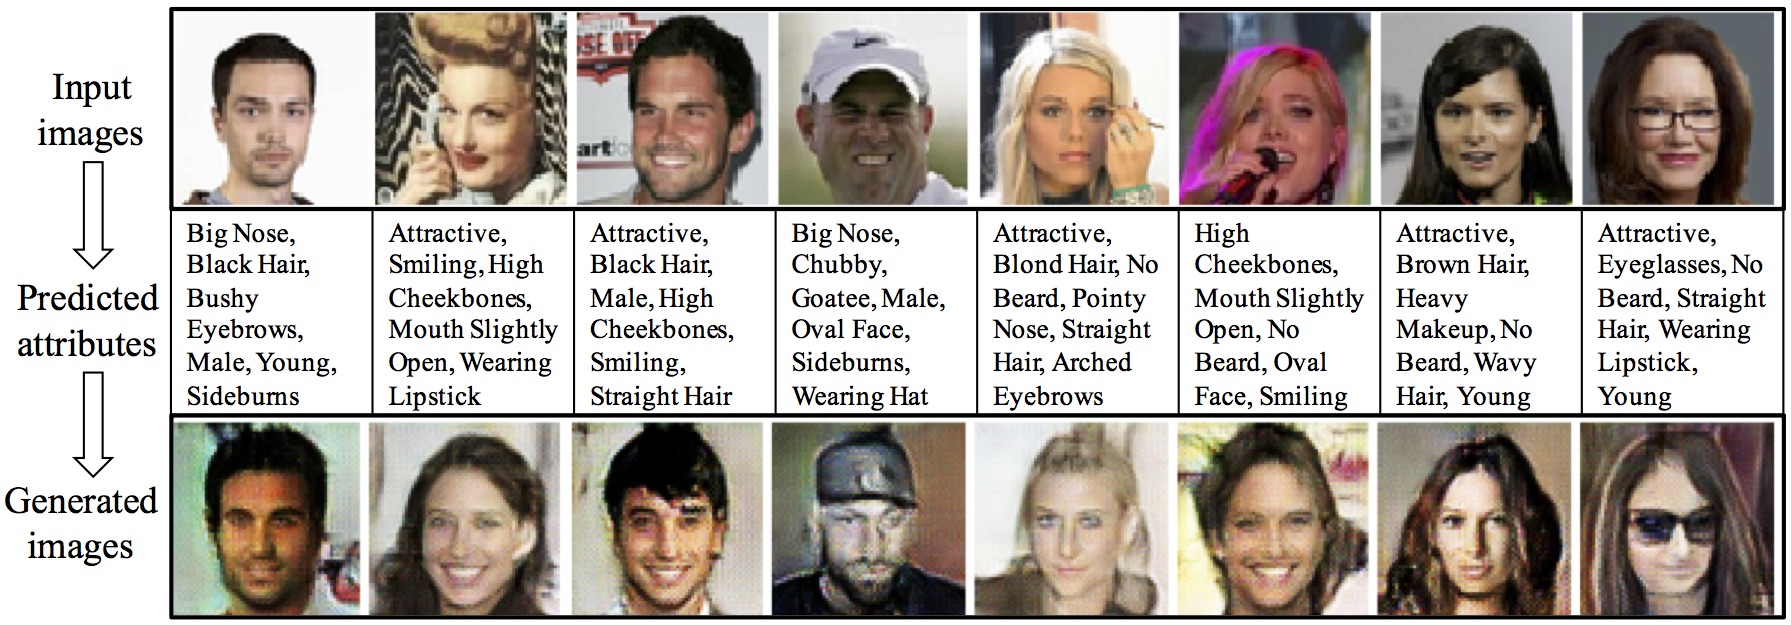 Input
images
Predicted
attributes
Generated
images
Big Nose,
Black Hair,
Bushy
Eyebrows,
Male, Young,
Sideburns
Attractive,
Smiling, High
Cheekbones,
Mouth Slightly
Open, Wearing
Lipstick
Attractive,
Black Hair,
Male, High
Cheekbones,
Smiling,
Straight Hair
Big Nose,
Chubby,
Goatee, Male,
Oval Face,
Sideburns,
Wearing Hat
Attractive,
Blond Hair, No
Beard, Pointy
Nose, Straight
Hair, Arched
Eyebrows
High
Cheekbones,
Mouth Slightly
Open, No
Beard, Oval
Face, Smiling
Attractive,
Brown Hair,
Heavy
Makeup, No
Beard, Wavy
Hair, Young
Attractive,
Eyeglasses, No
Beard, Straight
Hair, Wearing
Lipstick,
Young